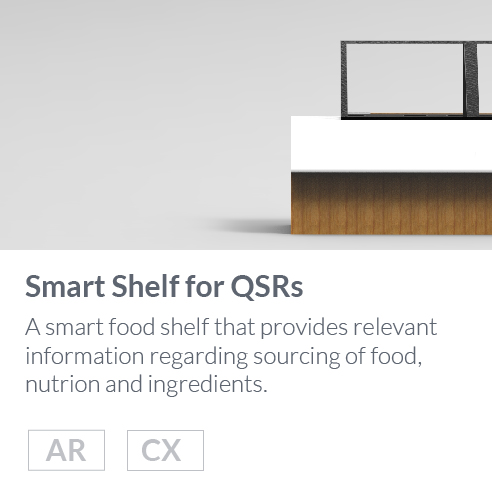 Smart Shelf for QSRs
A smart food shelf that provides relevant
information regarding sourcing of food,
nutrion and ingredients.
AR CX